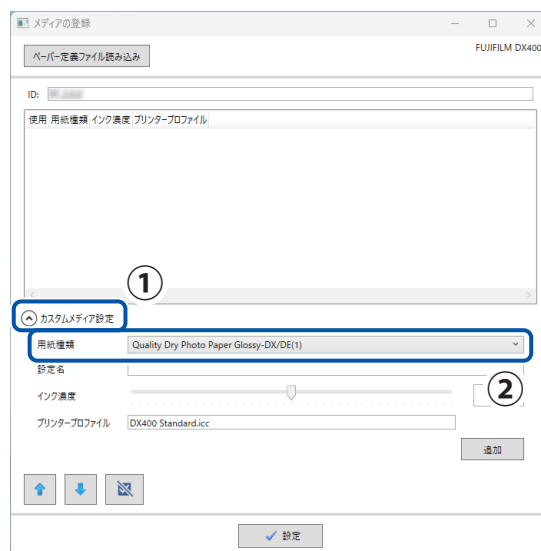 メディアの登録
ペーパー定義ファイル読み込み
FUJIFILM DX400
ID:
使用 用紙種類 インク濃度 プリンタープロファイル
①
カスタムメディア設定
用紙種類 Quality Dry Photo Paper Glossy-DX/DE(1)
設定名
②
インク濃度
プリンタープロファイル DX400 Standard.icc
追加
設定